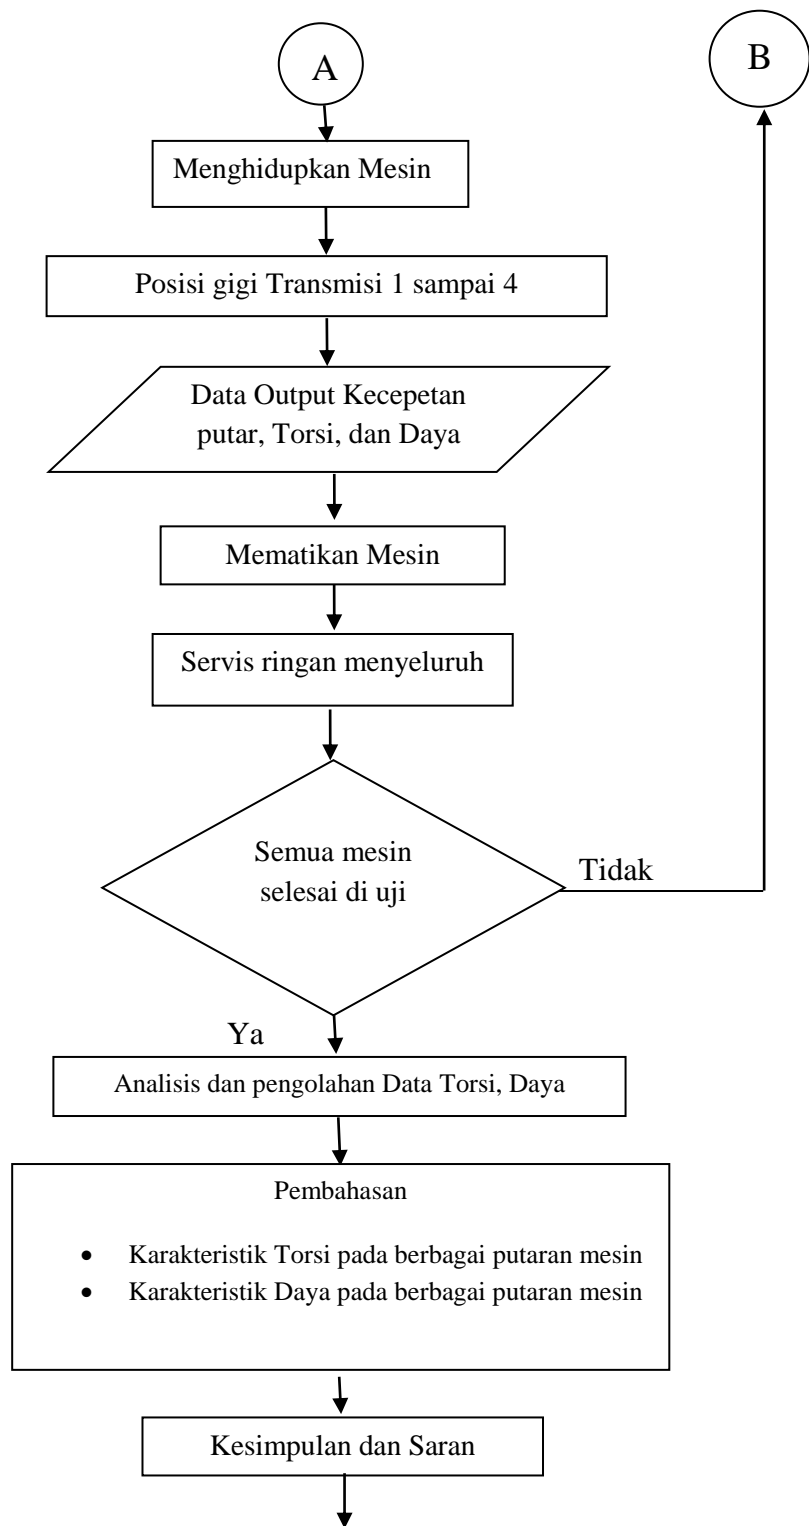 A
B
Menghidupkan Mesin
Posisi gigi Transmisi 1 sampai 4
Data Output Kecepetan
putar, Torsi, dan Daya
Mematikan Mesin
Servis ringan menyeluruh
Semua mesin
selesai di uji
Tidak
Ya
Analisis dan pengolahan Data Torsi, Daya
Pembahasan
• Karakteristik Torsi pada berbagai putaran mesin
• Karakteristik Daya pada berbagai putaran mesin
Kesimpulan dan Saran